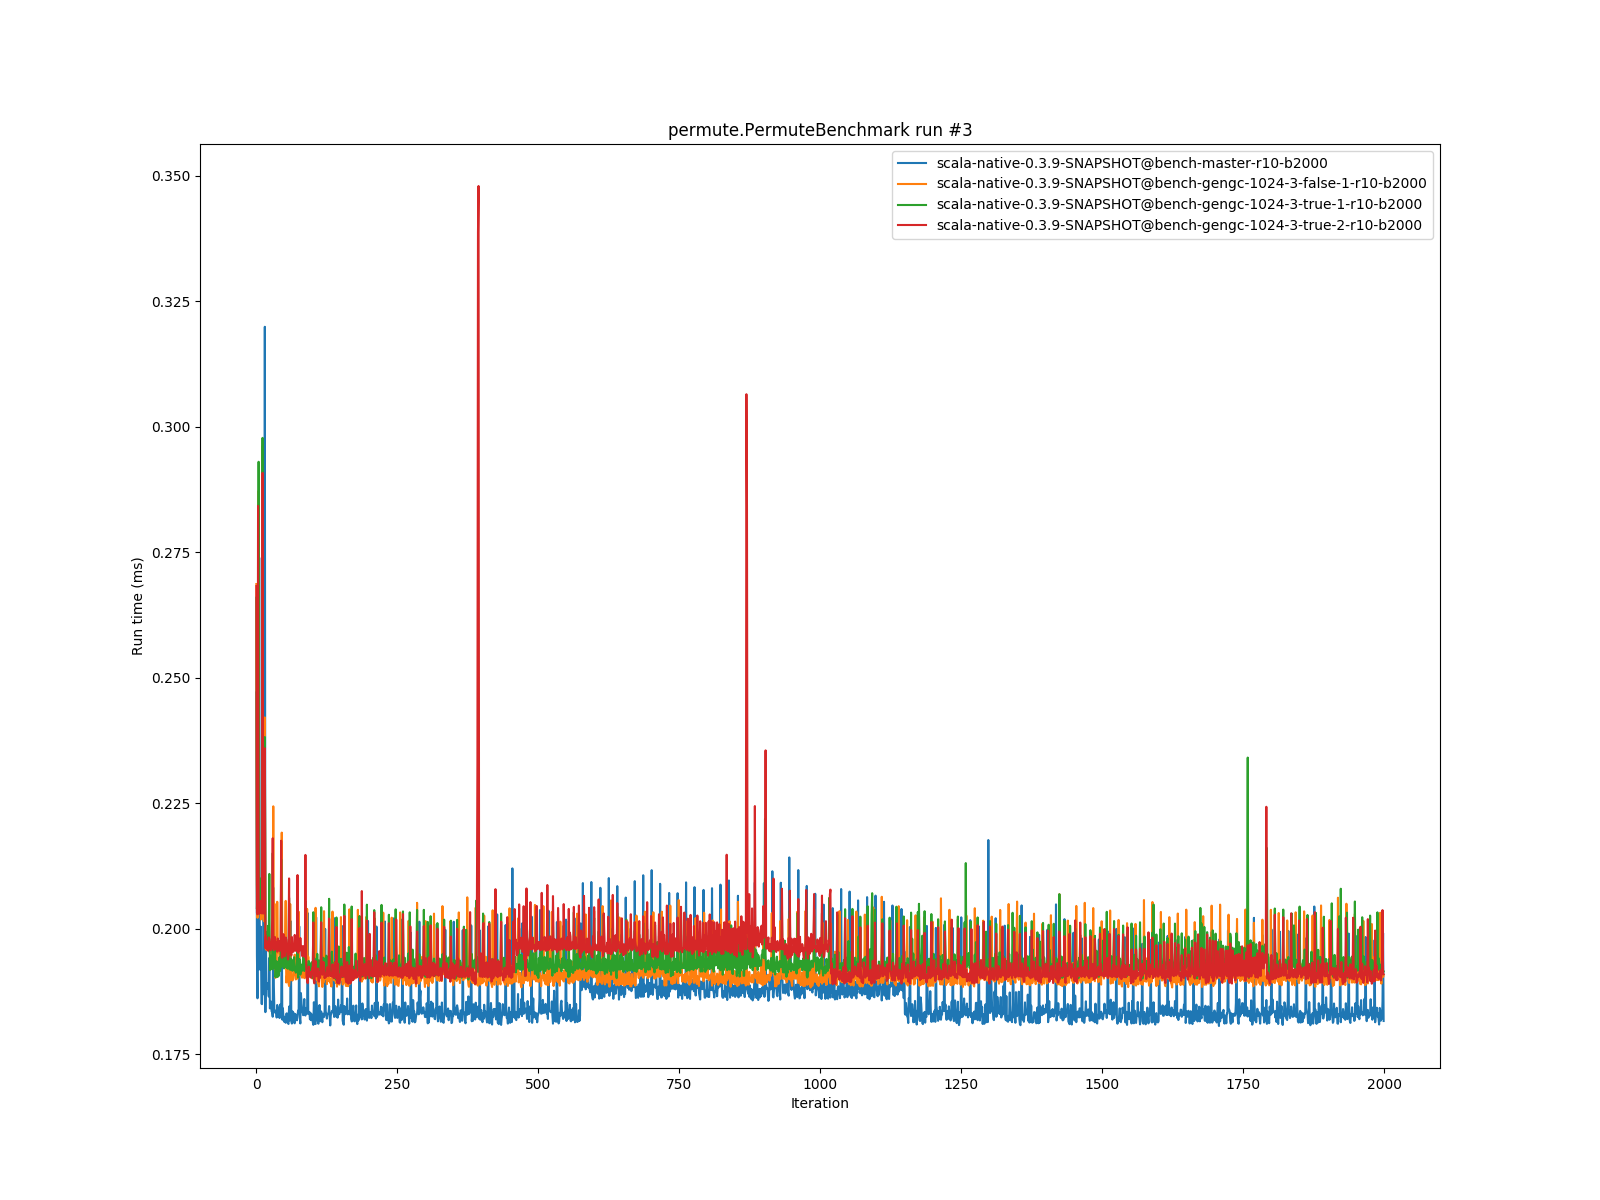 permute.PermuteBenchmark run #3
scala-native-0.3.9-SNAPSHOT@bench-master-r10-b2000
scala-native-0.3.9-SNAPSHOT@bench-gengc-1024-3-false-1-r10-b2000
scala-native-0.3.9-SNAPSHOT@bench-gengc-1024-3-true-1-r10-b2000
scala-native-0.3.9-SNAPSHOT@bench-gengc-1024-3-true-2-r10-b2000
0.350
0.325
0.300
0.275
0.250
0.225
0.200
0.175
Run time (ms)
0 250 500 750 1000 1250 1500 1750 2000
Iteration